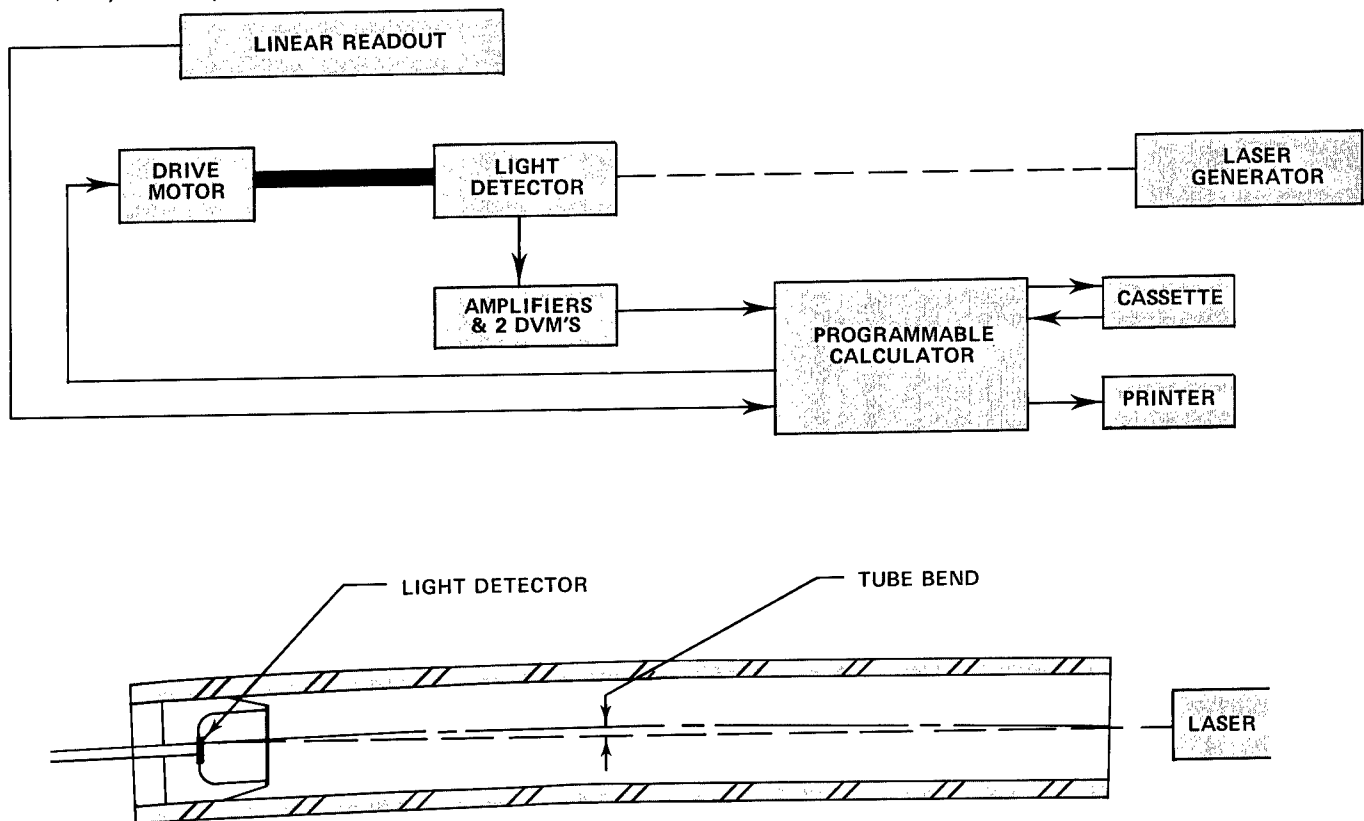 LINEAR READOUT
DRIVE
MOTOR
LIGHT
DETECTOR
LASER
GENERATOR
AMPLIFIERS
& 2 DVM'S
PROGRAMMABLE
CALCULATOR
CASSETTE
PRINTER
LIGHT DETECTOR
TUBE BEND
LASER